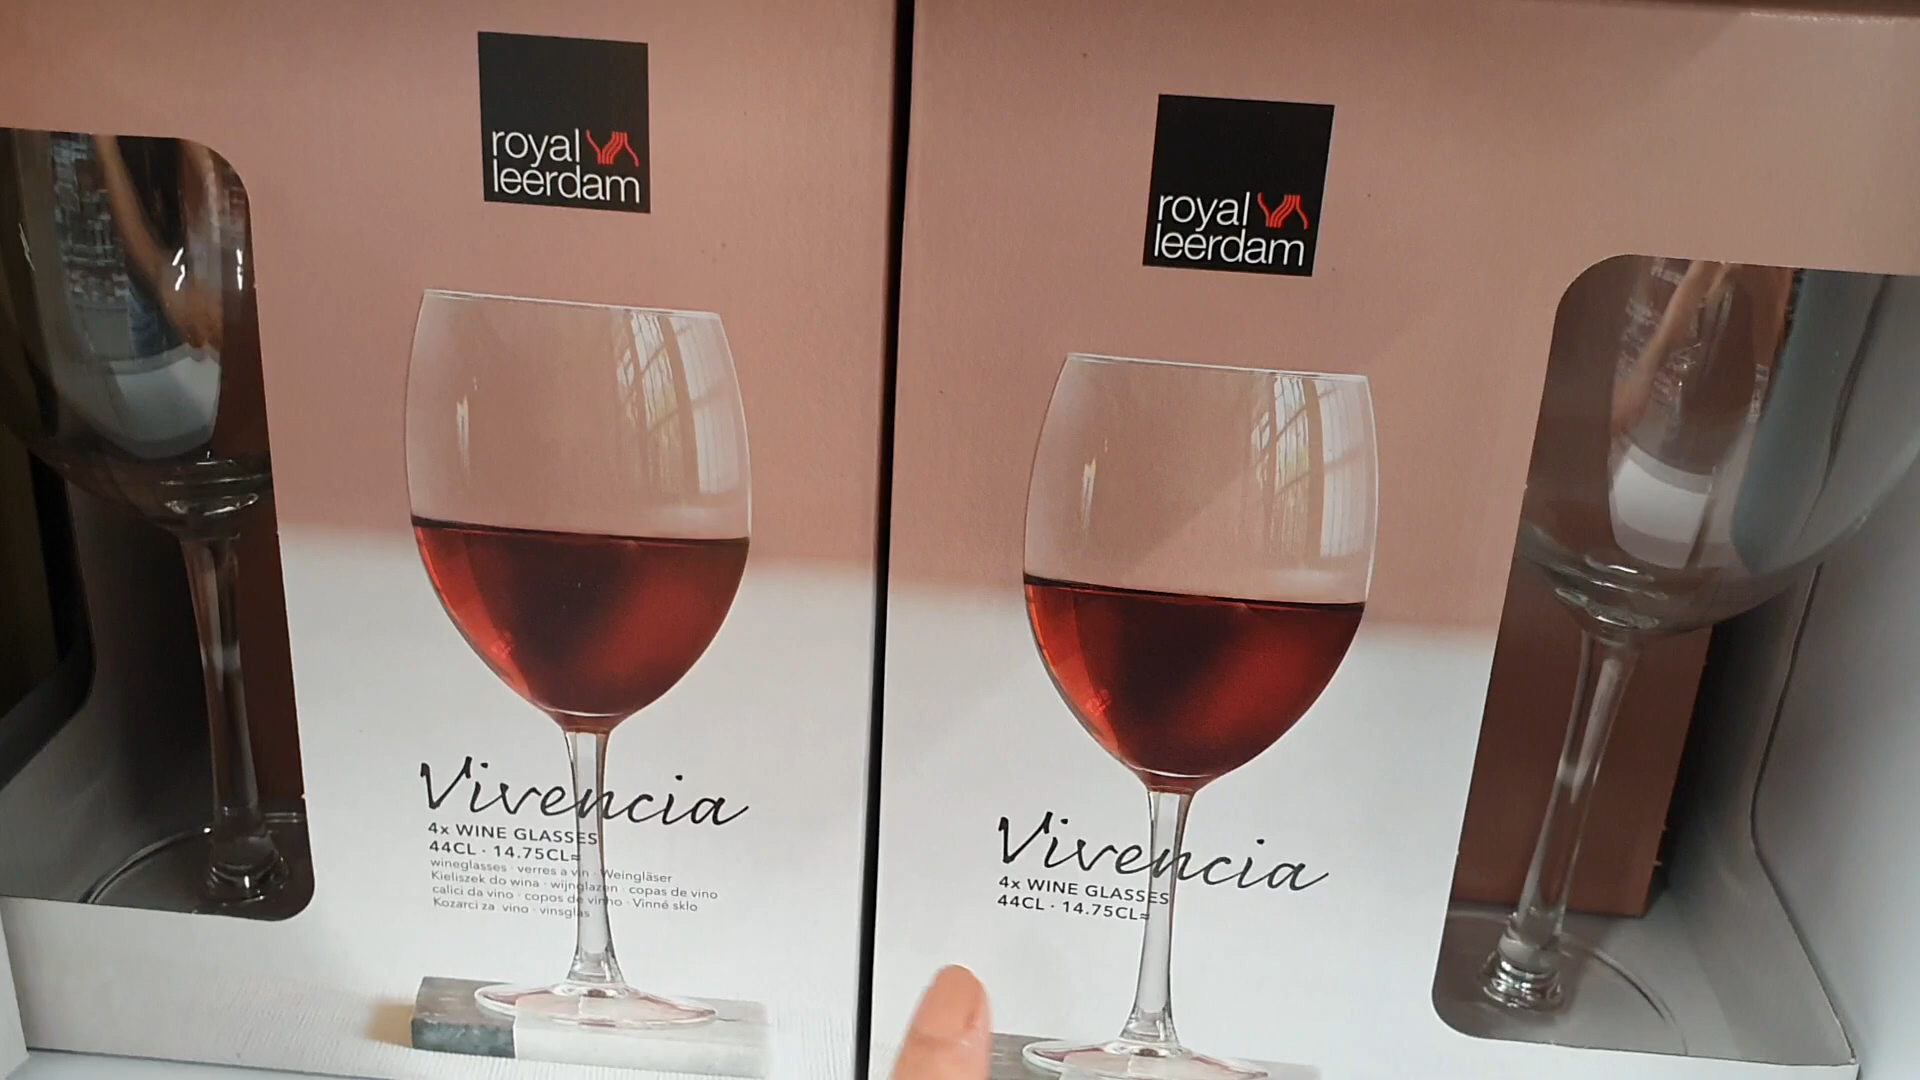 royal
leerdam
Vivencia
4x WINE GLASSES
44CL · 14.75CL≈
wineglasses · verres a vin · Weingläser
Kieliszek do wina · wijnglazen · copas de vino
calici da vino · copos de vinho · Vinné sklo
Kozarci za vino · vinsglas
royal
leerdam
Vivencia
4x WINE GLASSES
44CL · 14.75CL≈